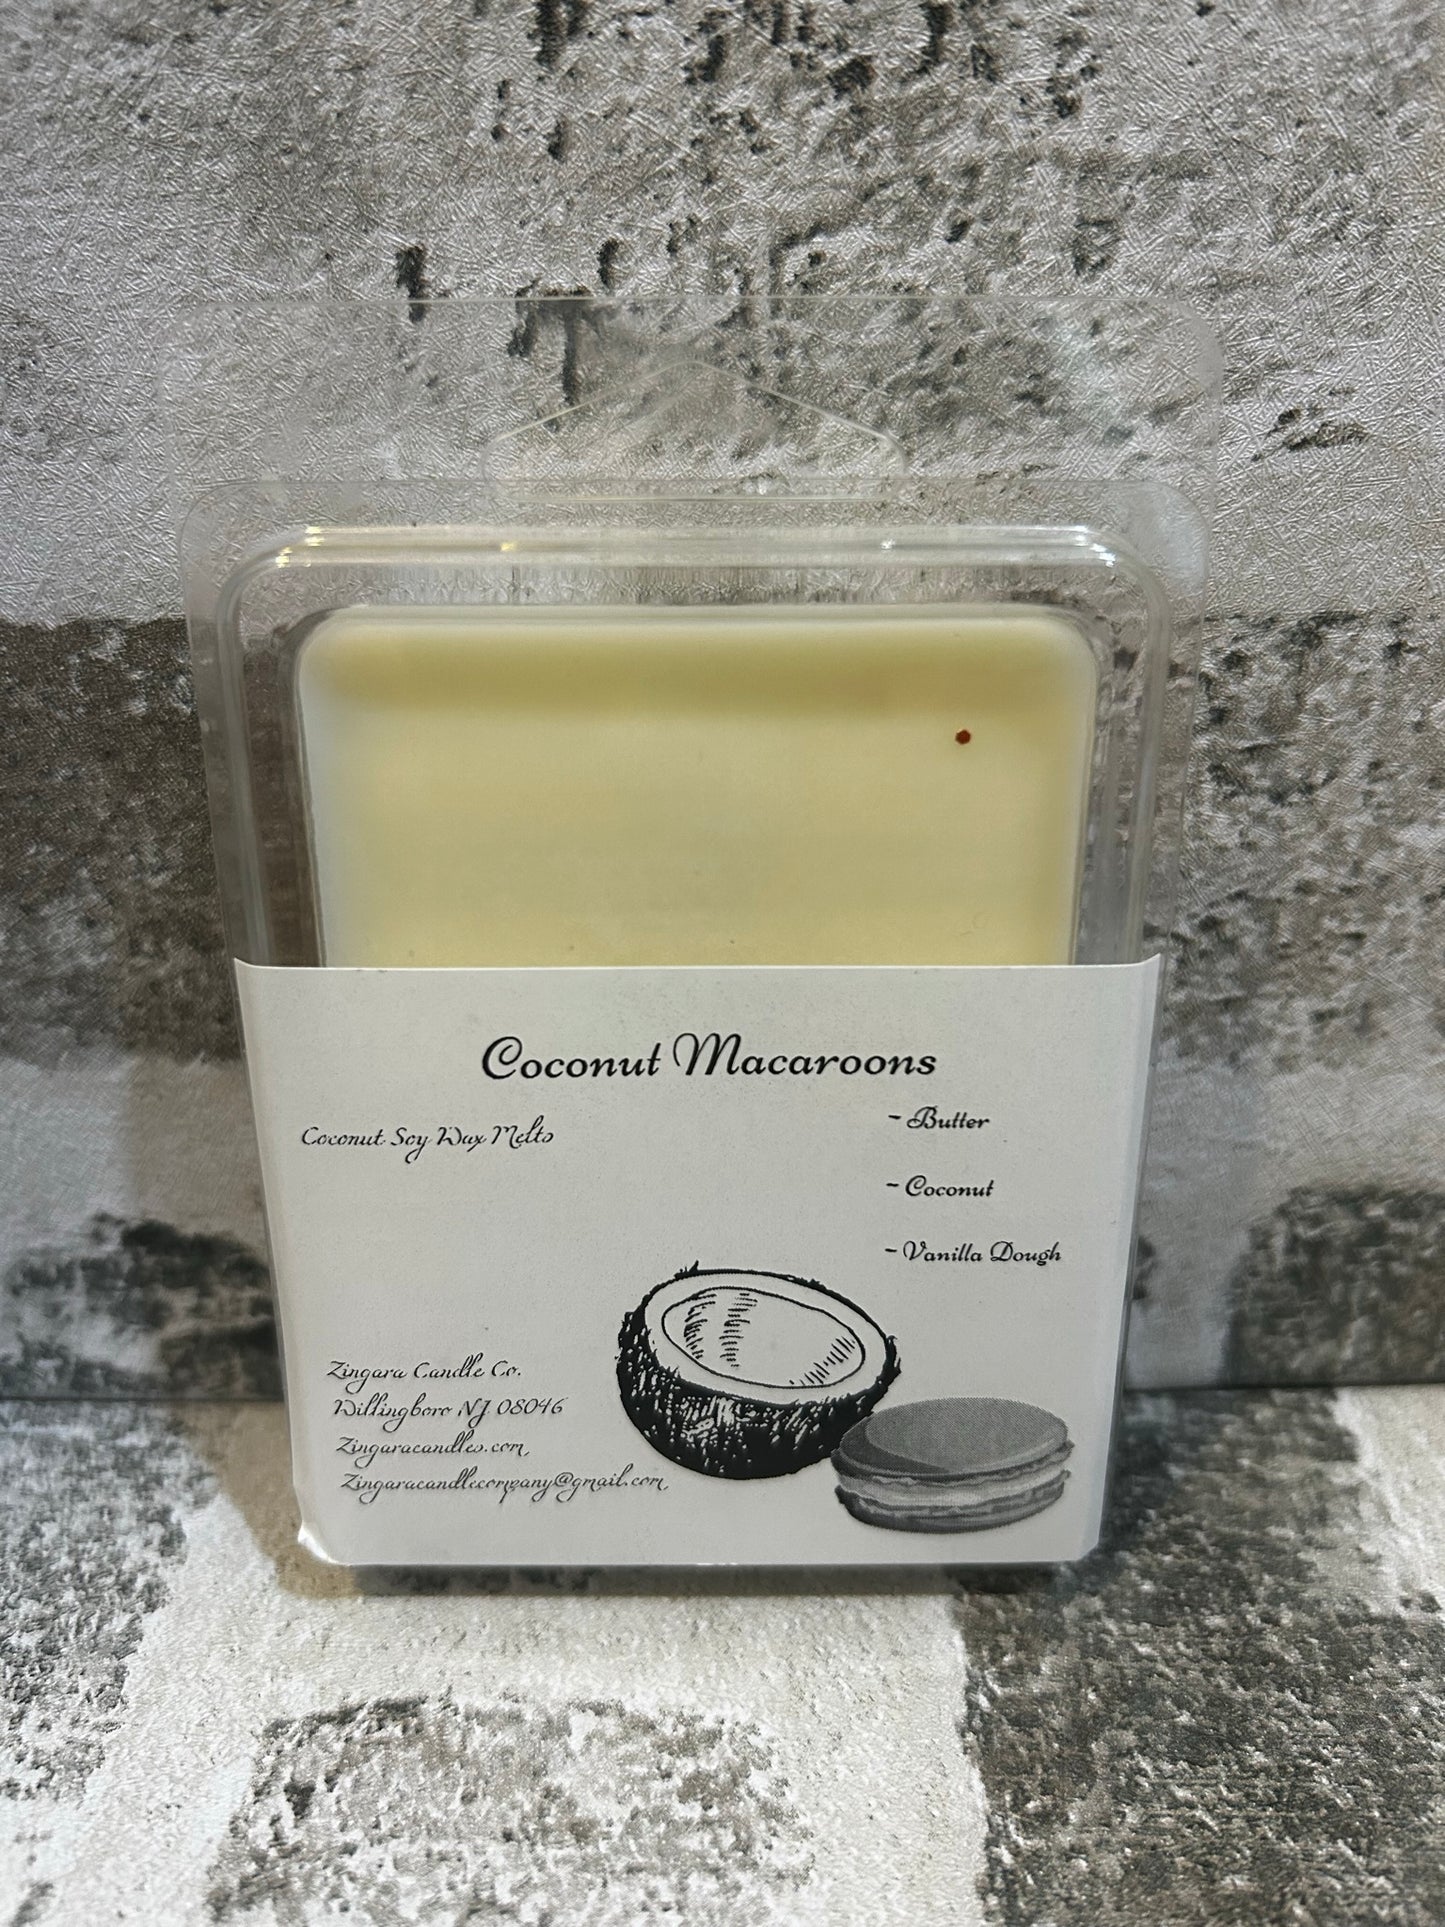 Coconut Macaroons
Coconut Soy Wax Melts
~ Butter
~ Coconut
~ Vanilla Dough
Zingara Candle Co.
Willingboro NJ 08046
Zingaracandles.com
Zingaracandlecompany@gmail.com